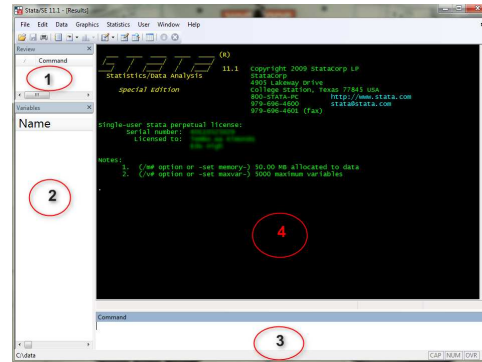 Stata/SE 11.1 - [Results]
File Edit Data Graphics Statistics User Window Help
Review
Command
1
Variables
Name
2
STATA (R)
11.1 Copyright 2009 StataCorp LP
Statistics/Data Analysis StataCorp
4905 Lakeway Drive
Special Edition College Station, Texas 77845 USA
800-STATA-PC http://www.stata.com
979-696-4600 stata@stata.com
979-696-4601 (fax)
Single-user Stata perpetual license:
Serial number:
Licensed to:
Notes:
1. (/m# option or -set memory-) 50.00 MB allocated to data
2. (/v# option or -set maxvar-) 5000 maximum variables
.
4
Command
3
C:\data
CAP NUM OVR